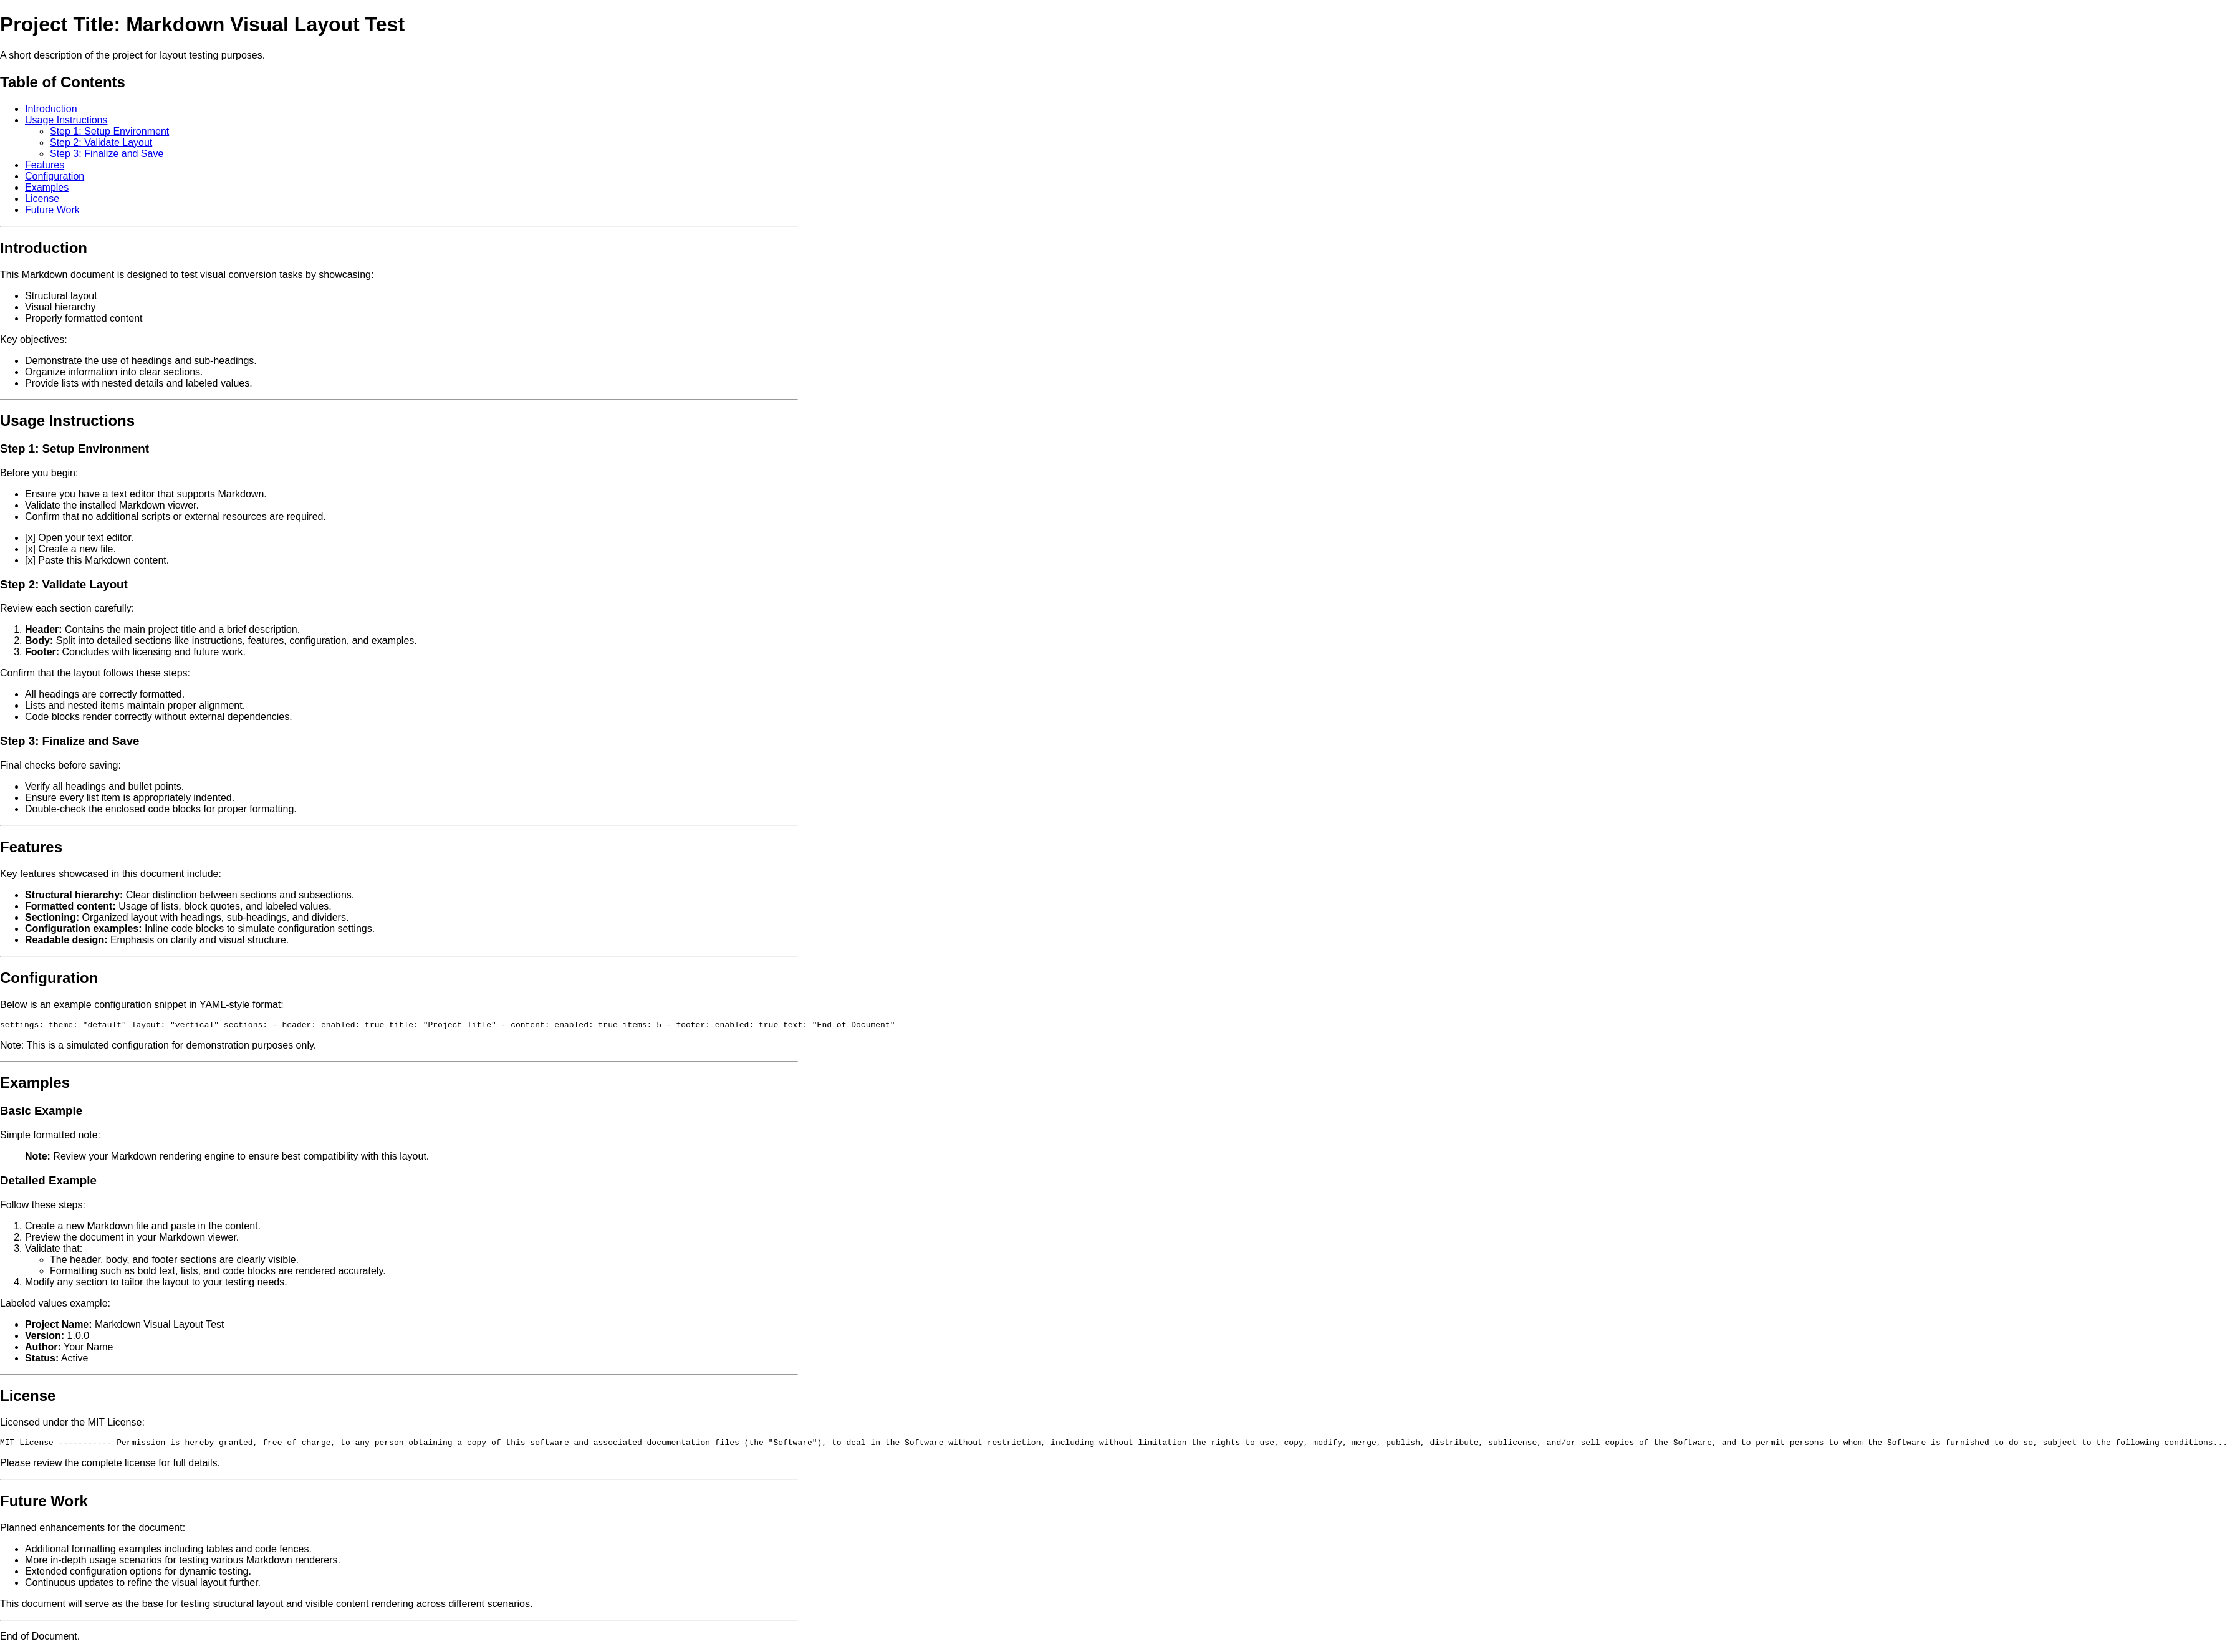 Project Title: Markdown Visual Layout Test
A short description of the project for layout testing purposes.
Table of Contents
Introduction
Usage Instructions
Step 1: Setup Environment
Step 2: Validate Layout
Step 3: Finalize and Save
Features
Configuration
Examples
License
Future Work
Introduction
This Markdown document is designed to test visual conversion tasks by showcasing:
Structural layout
Visual hierarchy
Properly formatted content
Key objectives:
Demonstrate the use of headings and sub-headings.
Organize information into clear sections.
Provide lists with nested details and labeled values.
Usage Instructions
Step 1: Setup Environment
Before you begin:
Ensure you have a text editor that supports Markdown.
Validate the installed Markdown viewer.
Confirm that no additional scripts or external resources are required.
[x] Open your text editor.
[x] Create a new file.
[x] Paste this Markdown content.
Step 2: Validate Layout
Review each section carefully:
1. Header: Contains the main project title and a brief description.
2. Body: Split into detailed sections like instructions, features, configuration, and examples.
3. Footer: Concludes with licensing and future work.
Confirm that the layout follows these steps:
All headings are correctly formatted.
Lists and nested items maintain proper alignment.
Code blocks render correctly without external dependencies.
Step 3: Finalize and Save
Final checks before saving:
Verify all headings and bullet points.
Ensure every list item is appropriately indented.
Double-check the enclosed code blocks for proper formatting.
Features
Key features showcased in this document include:
Structural hierarchy: Clear distinction between sections and subsections.
Formatted content: Usage of lists, block quotes, and labeled values.
Sectioning: Organized layout with headings, sub-headings, and dividers.
Configuration examples: Inline code blocks to simulate configuration settings.
Readable design: Emphasis on clarity and visual structure.
Configuration
Below is an example configuration snippet in YAML-style format:
settings: theme: "default" layout: "vertical" sections: - header: enabled: true title: "Project Title" - content: enabled: true items: 5 - footer: enabled: true text: "End of Document"
Note: This is a simulated configuration for demonstration purposes only.
Examples
Basic Example
Simple formatted note:
Note: Review your Markdown rendering engine to ensure best compatibility with this layout.
Detailed Example
Follow these steps:
1. Create a new Markdown file and paste in the content.
2. Preview the document in your Markdown viewer.
3. Validate that:
The header, body, and footer sections are clearly visible.
Formatting such as bold text, lists, and code blocks are rendered accurately.
4. Modify any section to tailor the layout to your testing needs.
Labeled values example:
Project Name: Markdown Visual Layout Test
Version: 1.0.0
Author: Your Name
Status: Active
License
Licensed under the MIT License:
MIT License ----------- Permission is hereby granted, free of charge, to any person obtaining a copy of this software and associated documentation files (the "Software"), to deal in the Software without restriction, including without limitation the rights to use, copy, modify, merge, publish, distribute, sublicense, and/or sell copies of the Software, and to permit persons to whom the Software is furnished to do so, subject to the following conditions...
Please review the complete license for full details.
Future Work
Planned enhancements for the document:
Additional formatting examples including tables and code fences.
More in-depth usage scenarios for testing various Markdown renderers.
Extended configuration options for dynamic testing.
Continuous updates to refine the visual layout further.
This document will serve as the base for testing structural layout and visible content rendering across different scenarios.
End of Document.